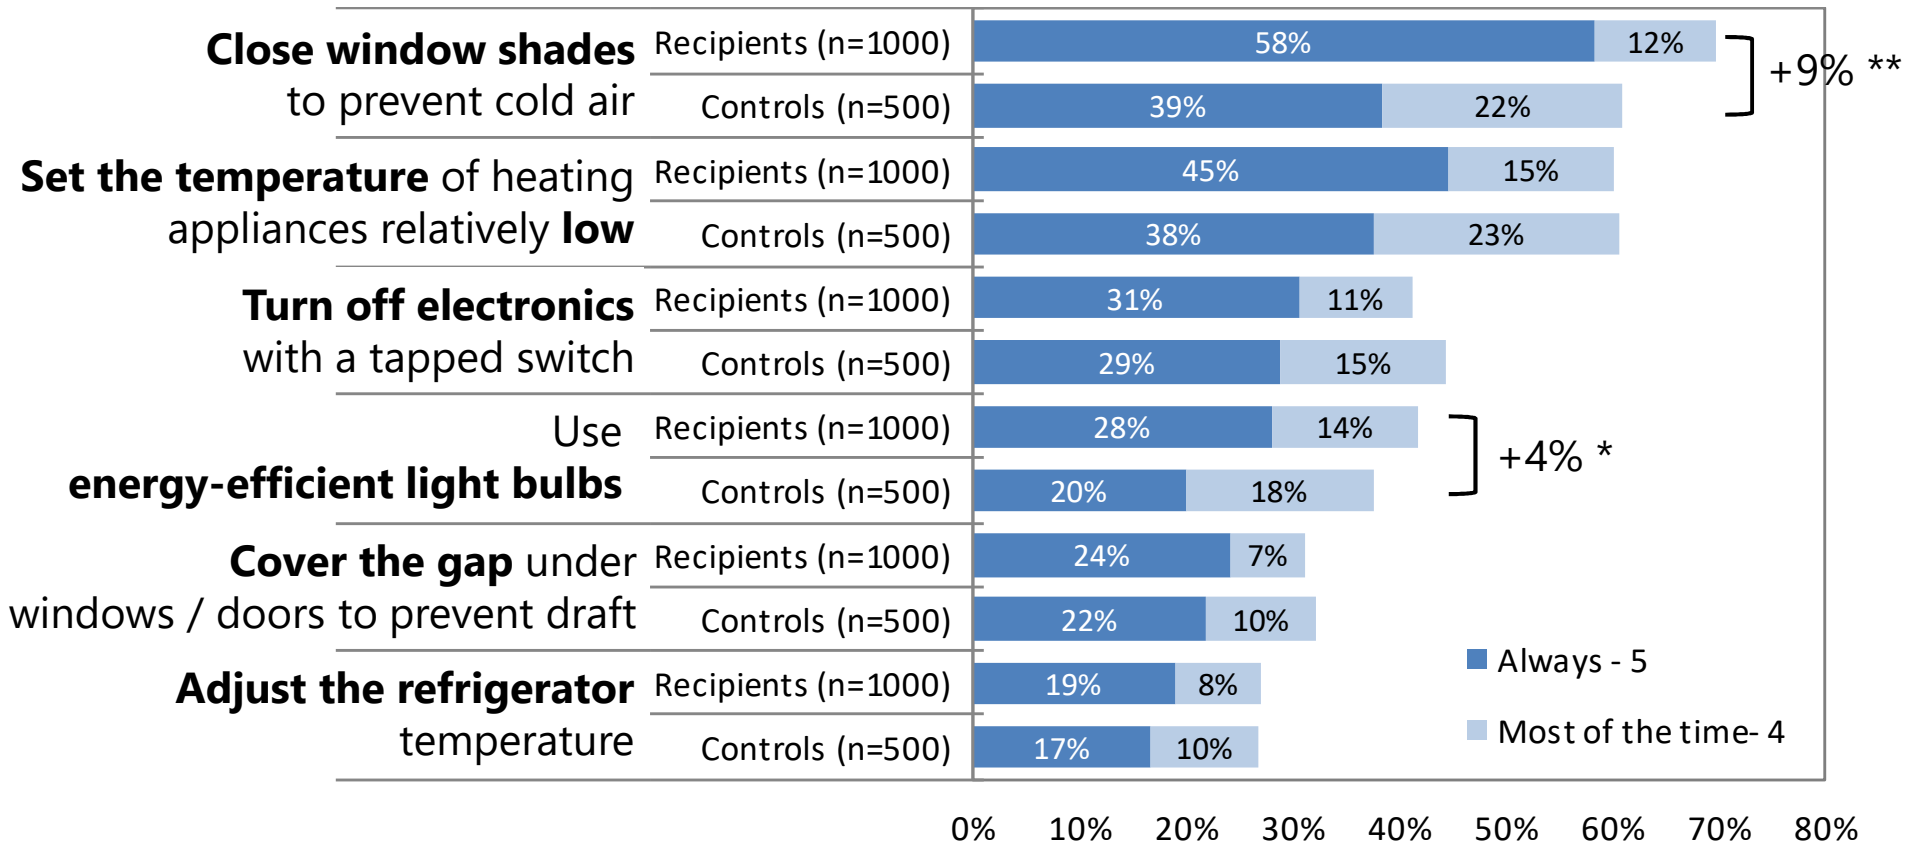 Close window shades
to prevent cold air
Recipients (n=1000)
58%
12%
Controls (n=500)
39%
22%
+9% **
Set the temperature of heating
appliances relatively low
Recipients (n=1000)
45%
15%
Controls (n=500)
38%
23%
Turn off electronics
with a tapped switch
Recipients (n=1000)
31%
11%
Controls (n=500)
29%
15%
Use
energy-efficient light bulbs
Recipients (n=1000)
28%
14%
Controls (n=500)
20%
18%
+4% *
Cover the gap under
windows / doors to prevent draft
Recipients (n=1000)
24%
7%
Controls (n=500)
22%
10%
Adjust the refrigerator
temperature
Recipients (n=1000)
19%
8%
Controls (n=500)
17%
10%
Always - 5
Most of the time- 4
0% 10% 20% 30% 40% 50% 60% 70% 80%